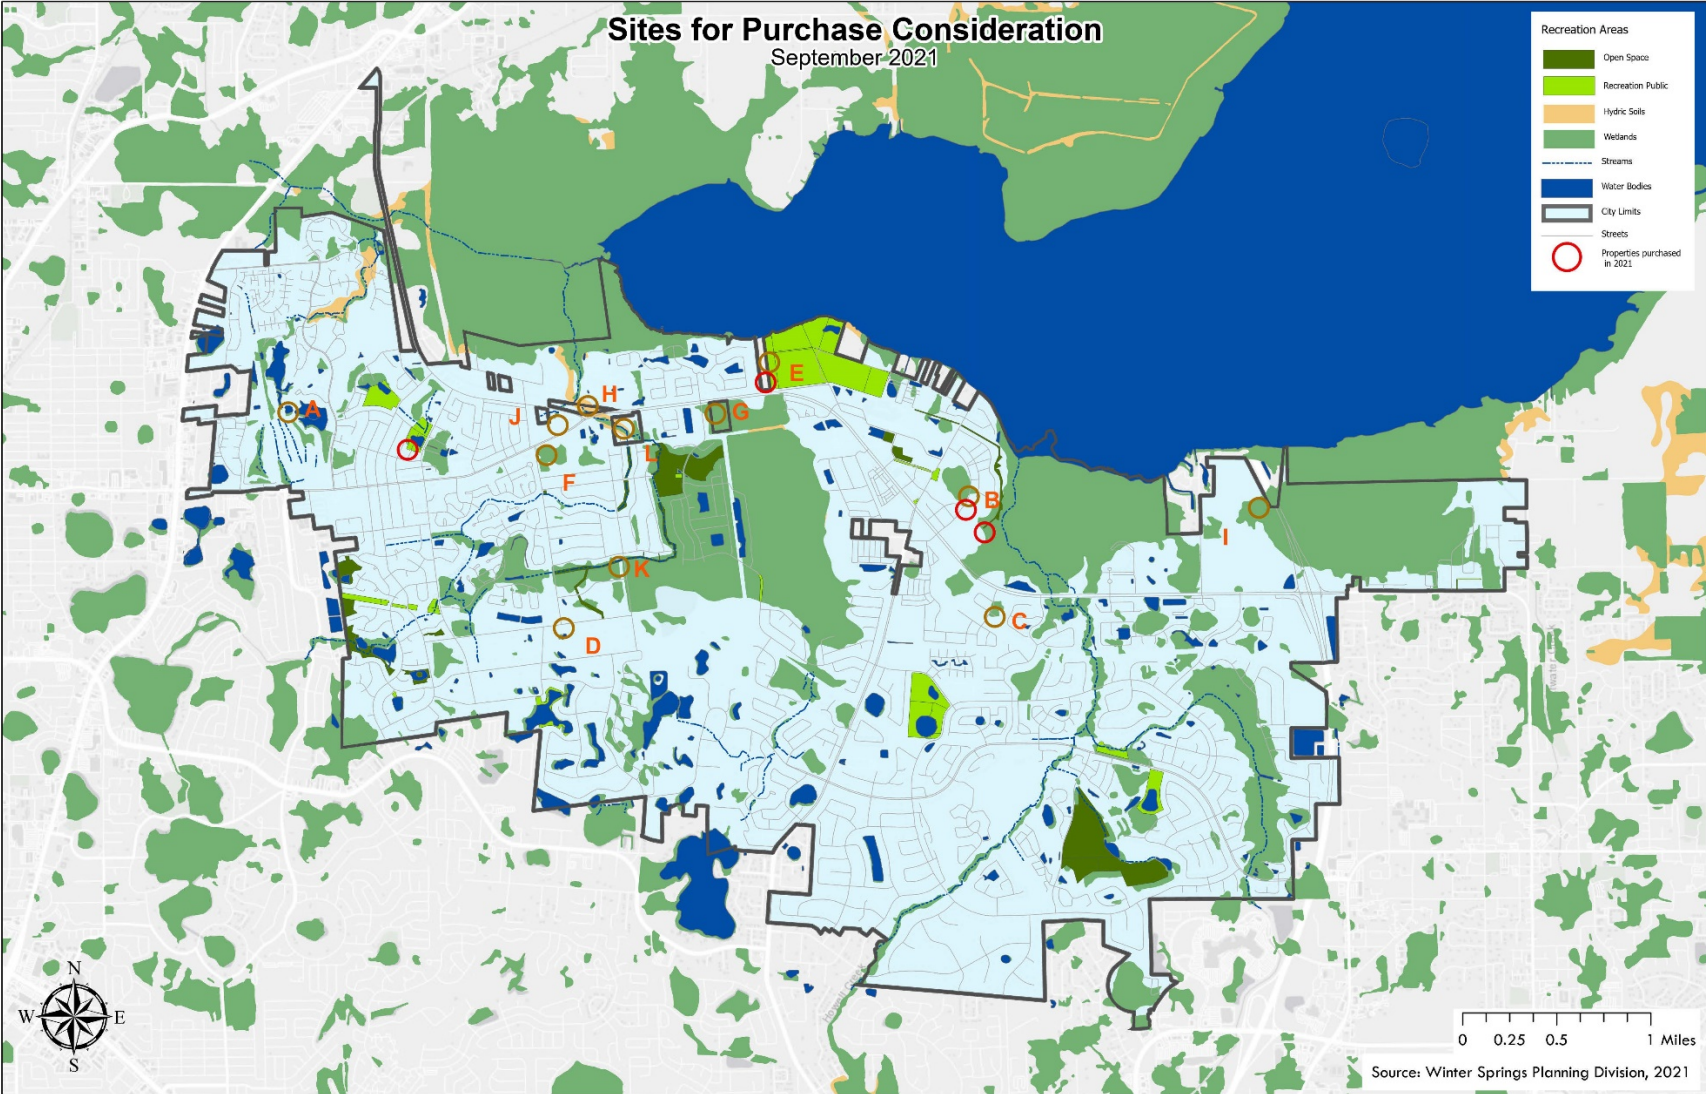 Sites for Purchase Consideration
September 2021
Recreation Areas
Open Space
Recreation Public
Hydric Soils
Wetlands
Streams
Water Bodies
City Limits
Streets
Properties purchased
in 2021
A
H
J
G
E
L
F
B
I
K
C
D
N
W
E
S
0 0.25 0.5 1 Miles
Source: Winter Springs Planning Division, 2021